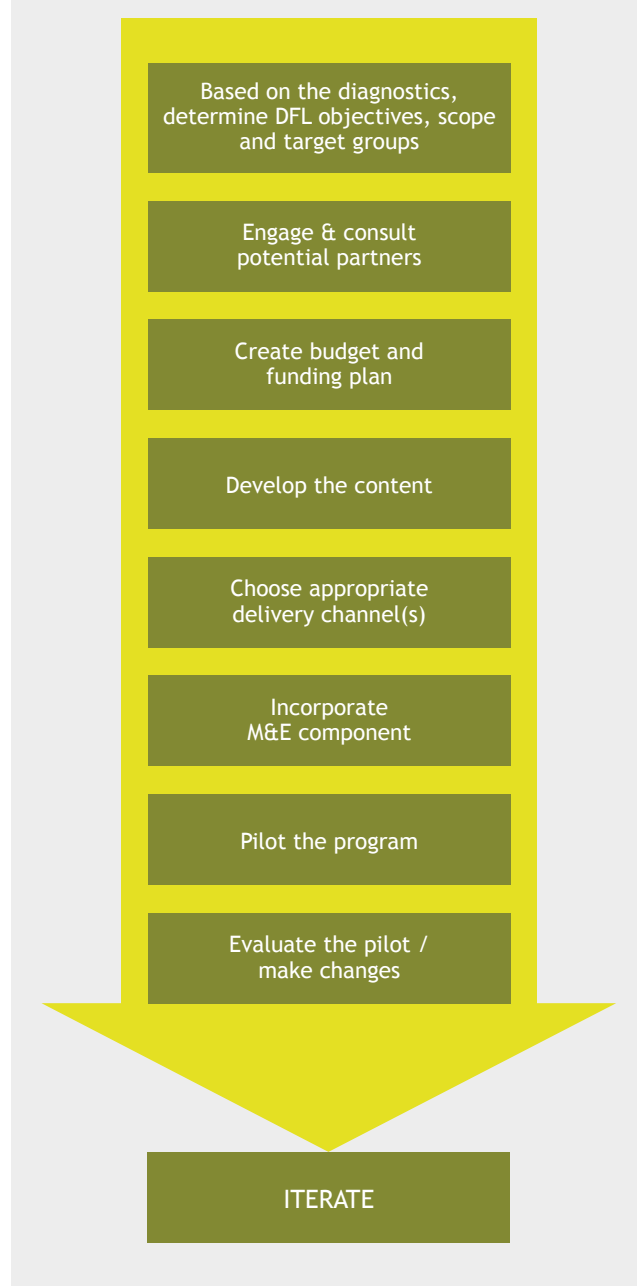 Based on the diagnostics,
determine DFL objectives, scope
and target groups
Engage & consult
potential partners
Create budget and
funding plan
Develop the content
Choose appropriate
delivery channel(s)
Incorporate
M&E component
Pilot the program
Evaluate the pilot /
make changes
ITERATE